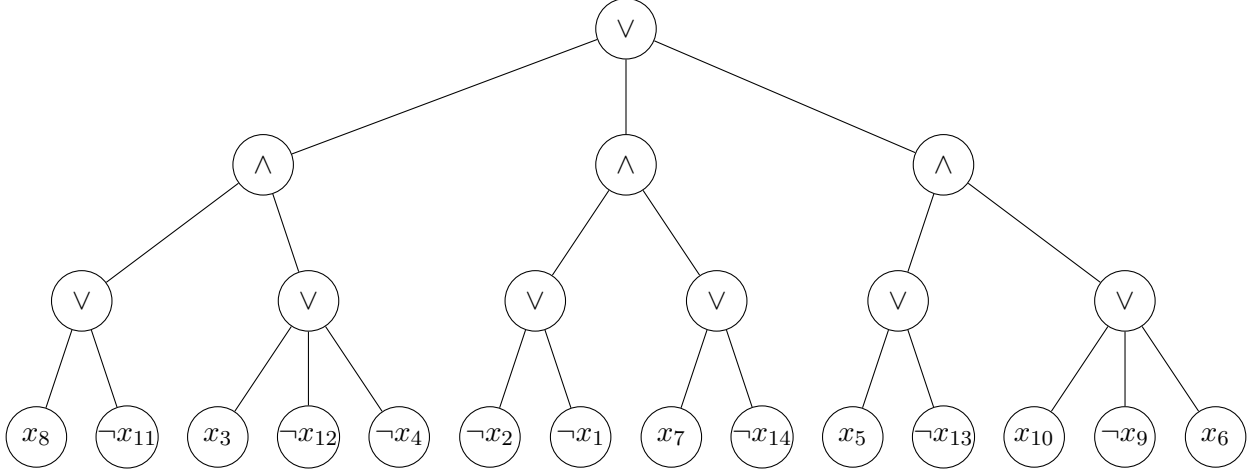 ∨
∧ ∧ ∧
∨ ∨ ∨ ∨ ∨ ∨
x₈ ¬x₁₁ x₃ ¬x₁₂ ¬x₄ ¬x₂ ¬x₁ x₇ ¬x₁₄ x₅ ¬x₁₃ x₁₀ ¬x₉ x₆